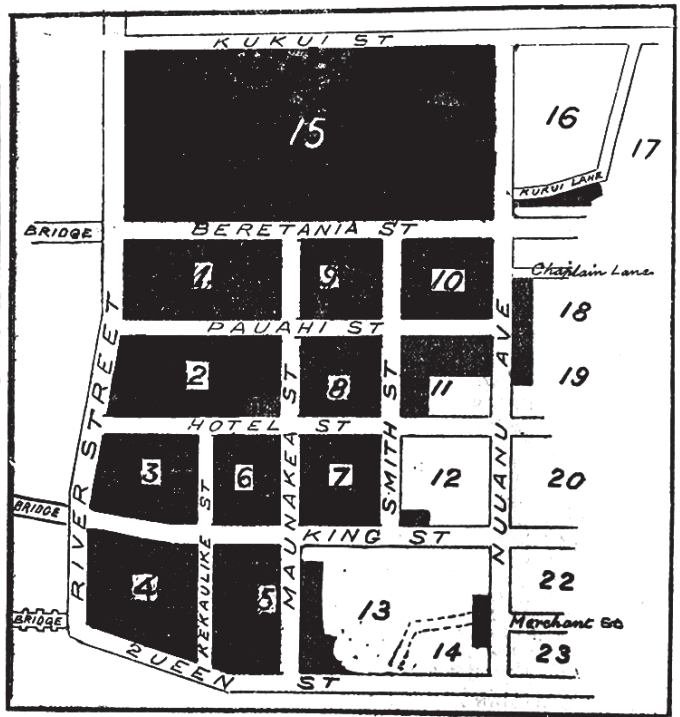 KUKUI ST
15
16
17
KUKUI LANE
BRIDGE
BERETANIA ST
Chaplain Lane
1
9
10
18
PAUAHI ST
RIVER STREET
NUUANU AVE
2
MAUNAKEA ST
8
SMITH ST
11
19
HOTEL ST
3
KEKAULIKE ST
6
7
12
20
BRIDGE
KING ST
4
5
13
22
BRIDGE
Merchant St
14
23
QUEEN ST